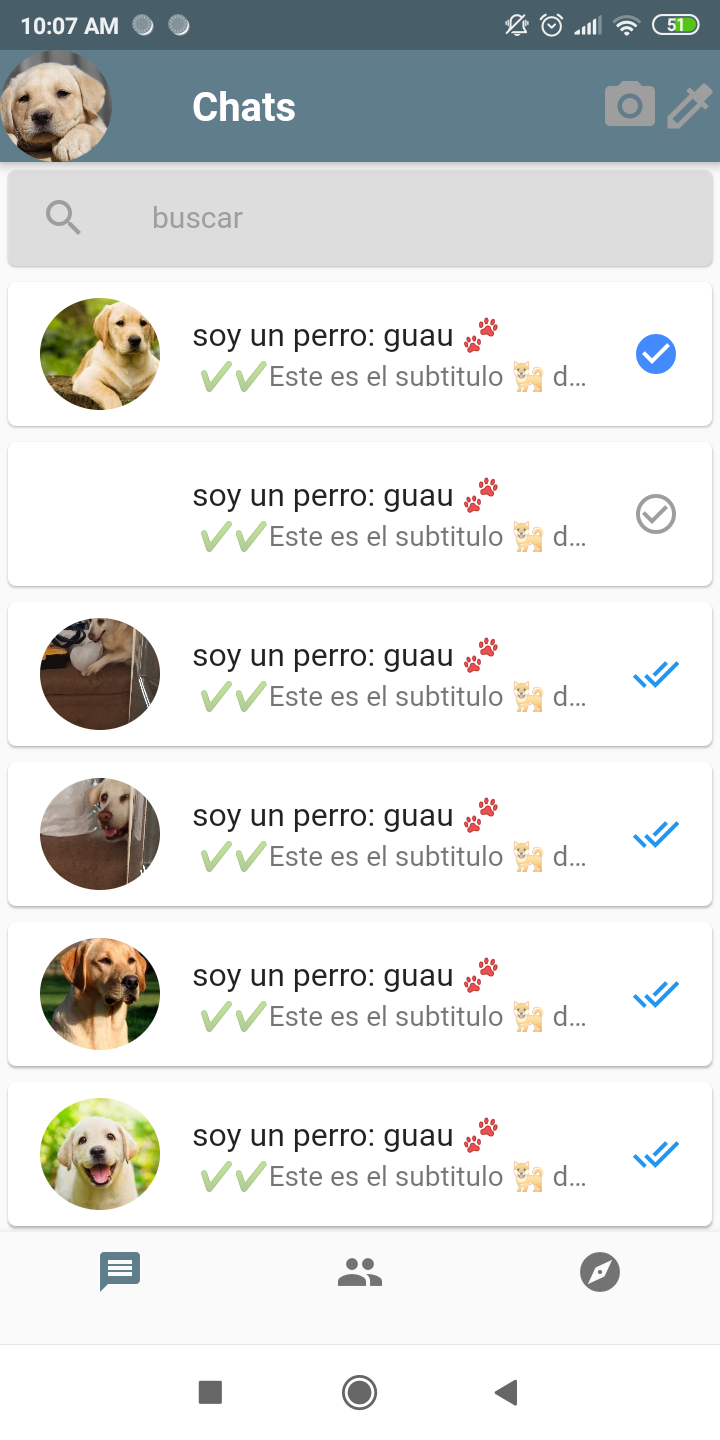 10:07 AM 51
Chats
buscar
soy un perro: guau 🐾
✔✔Este es el subtitulo 🐕 d...
soy un perro: guau 🐾
✔✔Este es el subtitulo 🐕 d...
soy un perro: guau 🐾
✔✔Este es el subtitulo 🐕 d...
soy un perro: guau 🐾
✔✔Este es el subtitulo 🐕 d...
soy un perro: guau 🐾
✔✔Este es el subtitulo 🐕 d...
soy un perro: guau 🐾
✔✔Este es el subtitulo 🐕 d...